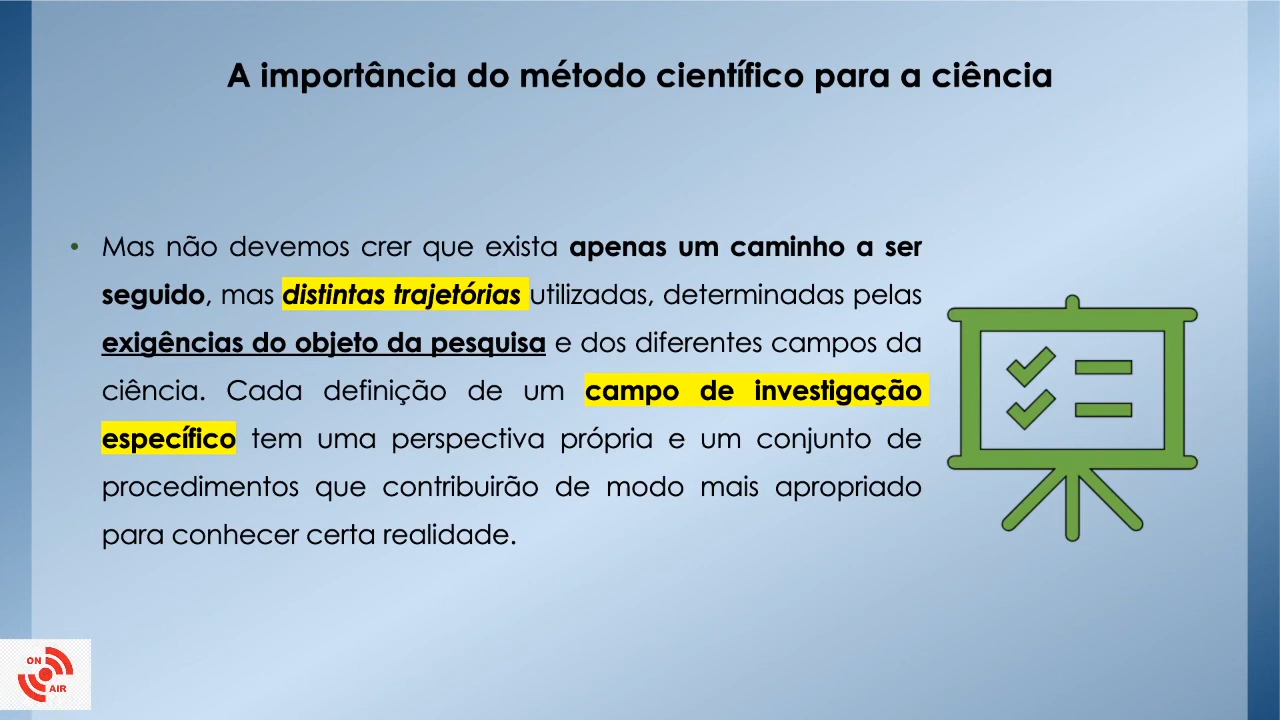 A importância do método científico para a ciência
• Mas não devemos crer que exista apenas um caminho a ser
seguido, mas distintas trajetórias utilizadas, determinadas pelas
exigências do objeto da pesquisa e dos diferentes campos da
ciência. Cada definição de um campo de investigação
específico tem uma perspectiva própria e um conjunto de
procedimentos que contribuirão de modo mais apropriado
para conhecer certa realidade.
ON
AIR